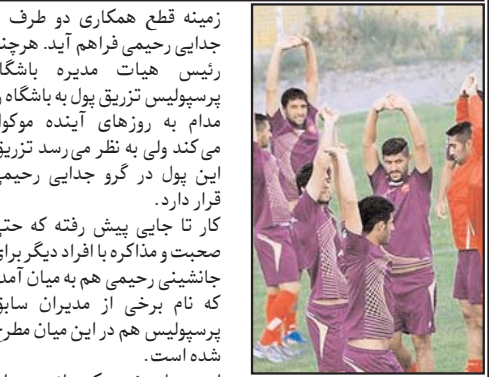 زمینه قطع همکاری دو طرف
جدایی رحیمی فراهم آید. هرچند
رئیس هیات مدیره باشگاه
پرسپولیس تزریق پول به باشگاه
مدام به روزهای آینده موکول
می‌کند ولی به نظر می‌رسد تزریق
این پول در گرو جدایی رحیمی
قرار دارد.
کار تا جایی پیش رفته که حتی
صحبت و مذاکره با افراد دیگر برای
جانشینی رحیمی هم به میان آمده
که نام برخی از مدیران سابق
پرسپولیس هم در این میان مطرح
شده است.